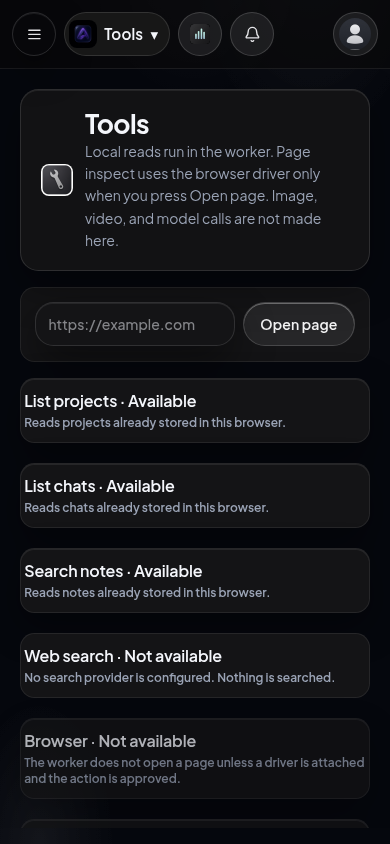 Tools ▾
Tools
Local reads run in the worker. Page
inspect uses the browser driver only
when you press Open page. Image,
video, and model calls are not made
here.
https://example.com
Open page
List projects · Available
Reads projects already stored in this browser.
List chats · Available
Reads chats already stored in this browser.
Search notes · Available
Reads notes already stored in this browser.
Web search · Not available
No search provider is configured. Nothing is searched.
Browser · Not available
The worker does not open a page unless a driver is attached
and the action is approved.